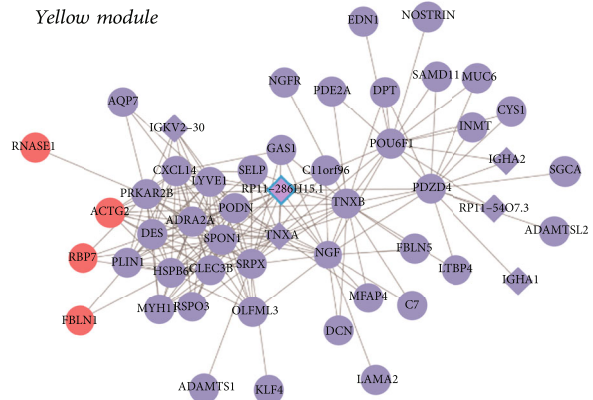 Yellow module
EDN1
NOSTRIN
NGFR
PDE2A
DPT
SAMD11
MUC6
AQP7
CYS1
IGKV2–30
INMT
RNASE1
GAS1
POU6F1
IGHA2
CXCL14
SELP
C11orf96
SGCA
LYVE1
PRKAR2B
RP11–286H15.1
PDZD4
ACTG2
PODN
TNXB
RP11–54O7.3
ADRA2A
DES
SPON1
TNXA
ADAMTSL2
RBP7
PLIN1
HSPB6
CLEC3B
SRPX
NGF
FBLN5
LTBP4
IGHA1
MYH11
RSPO3
OLFML3
MFAP4
C7
FBLN1
DCN
ADAMTS1
KLF4
LAMA2